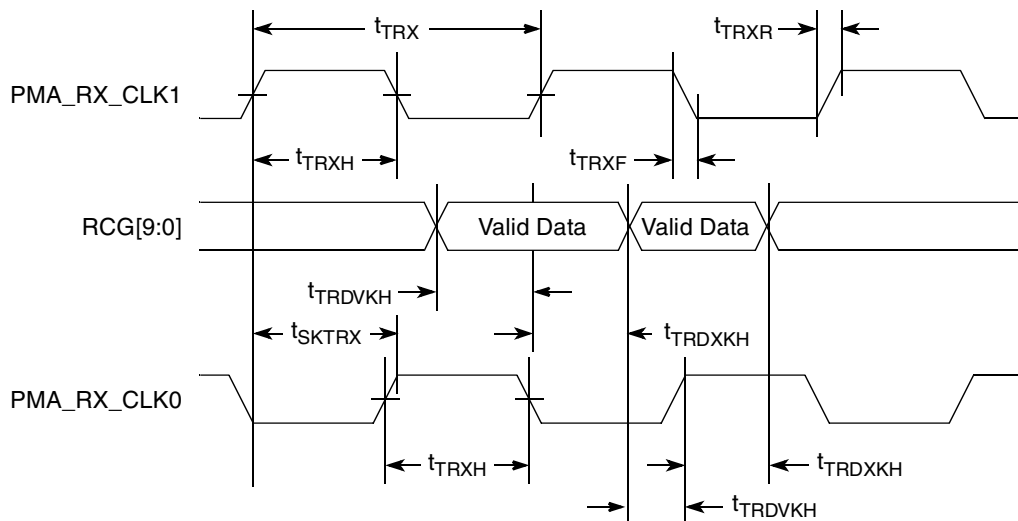 tTRX
tTRXR
PMA_RX_CLK1
tTRXH
tTRXF
RCG[9:0]
Valid Data
Valid Data
tTRDVKH
tSKTRX
tTRDXKH
PMA_RX_CLK0
tTRXH
tTRDXKH
tTRDVKH